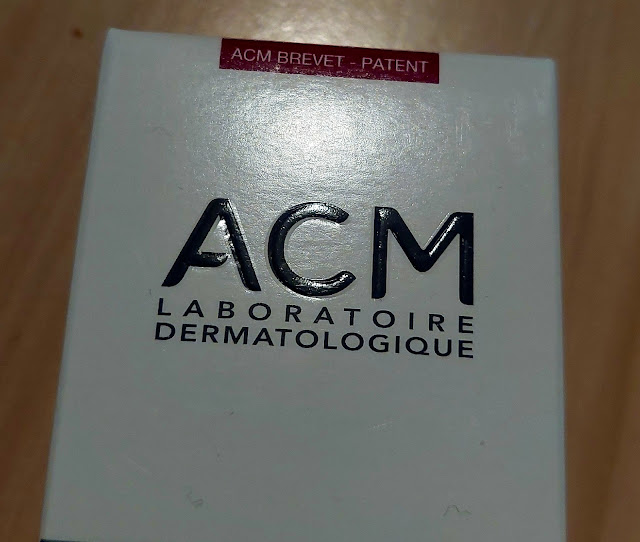 ACM BREVET - PATENT
ACM
LABORATOIRE
DERMATOLOGIQUE